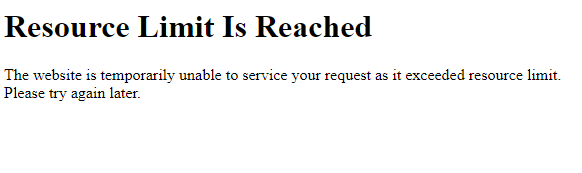 Resource Limit Is Reached
The website is temporarily unable to service your request as it exceeded resource limit.
Please try again later.